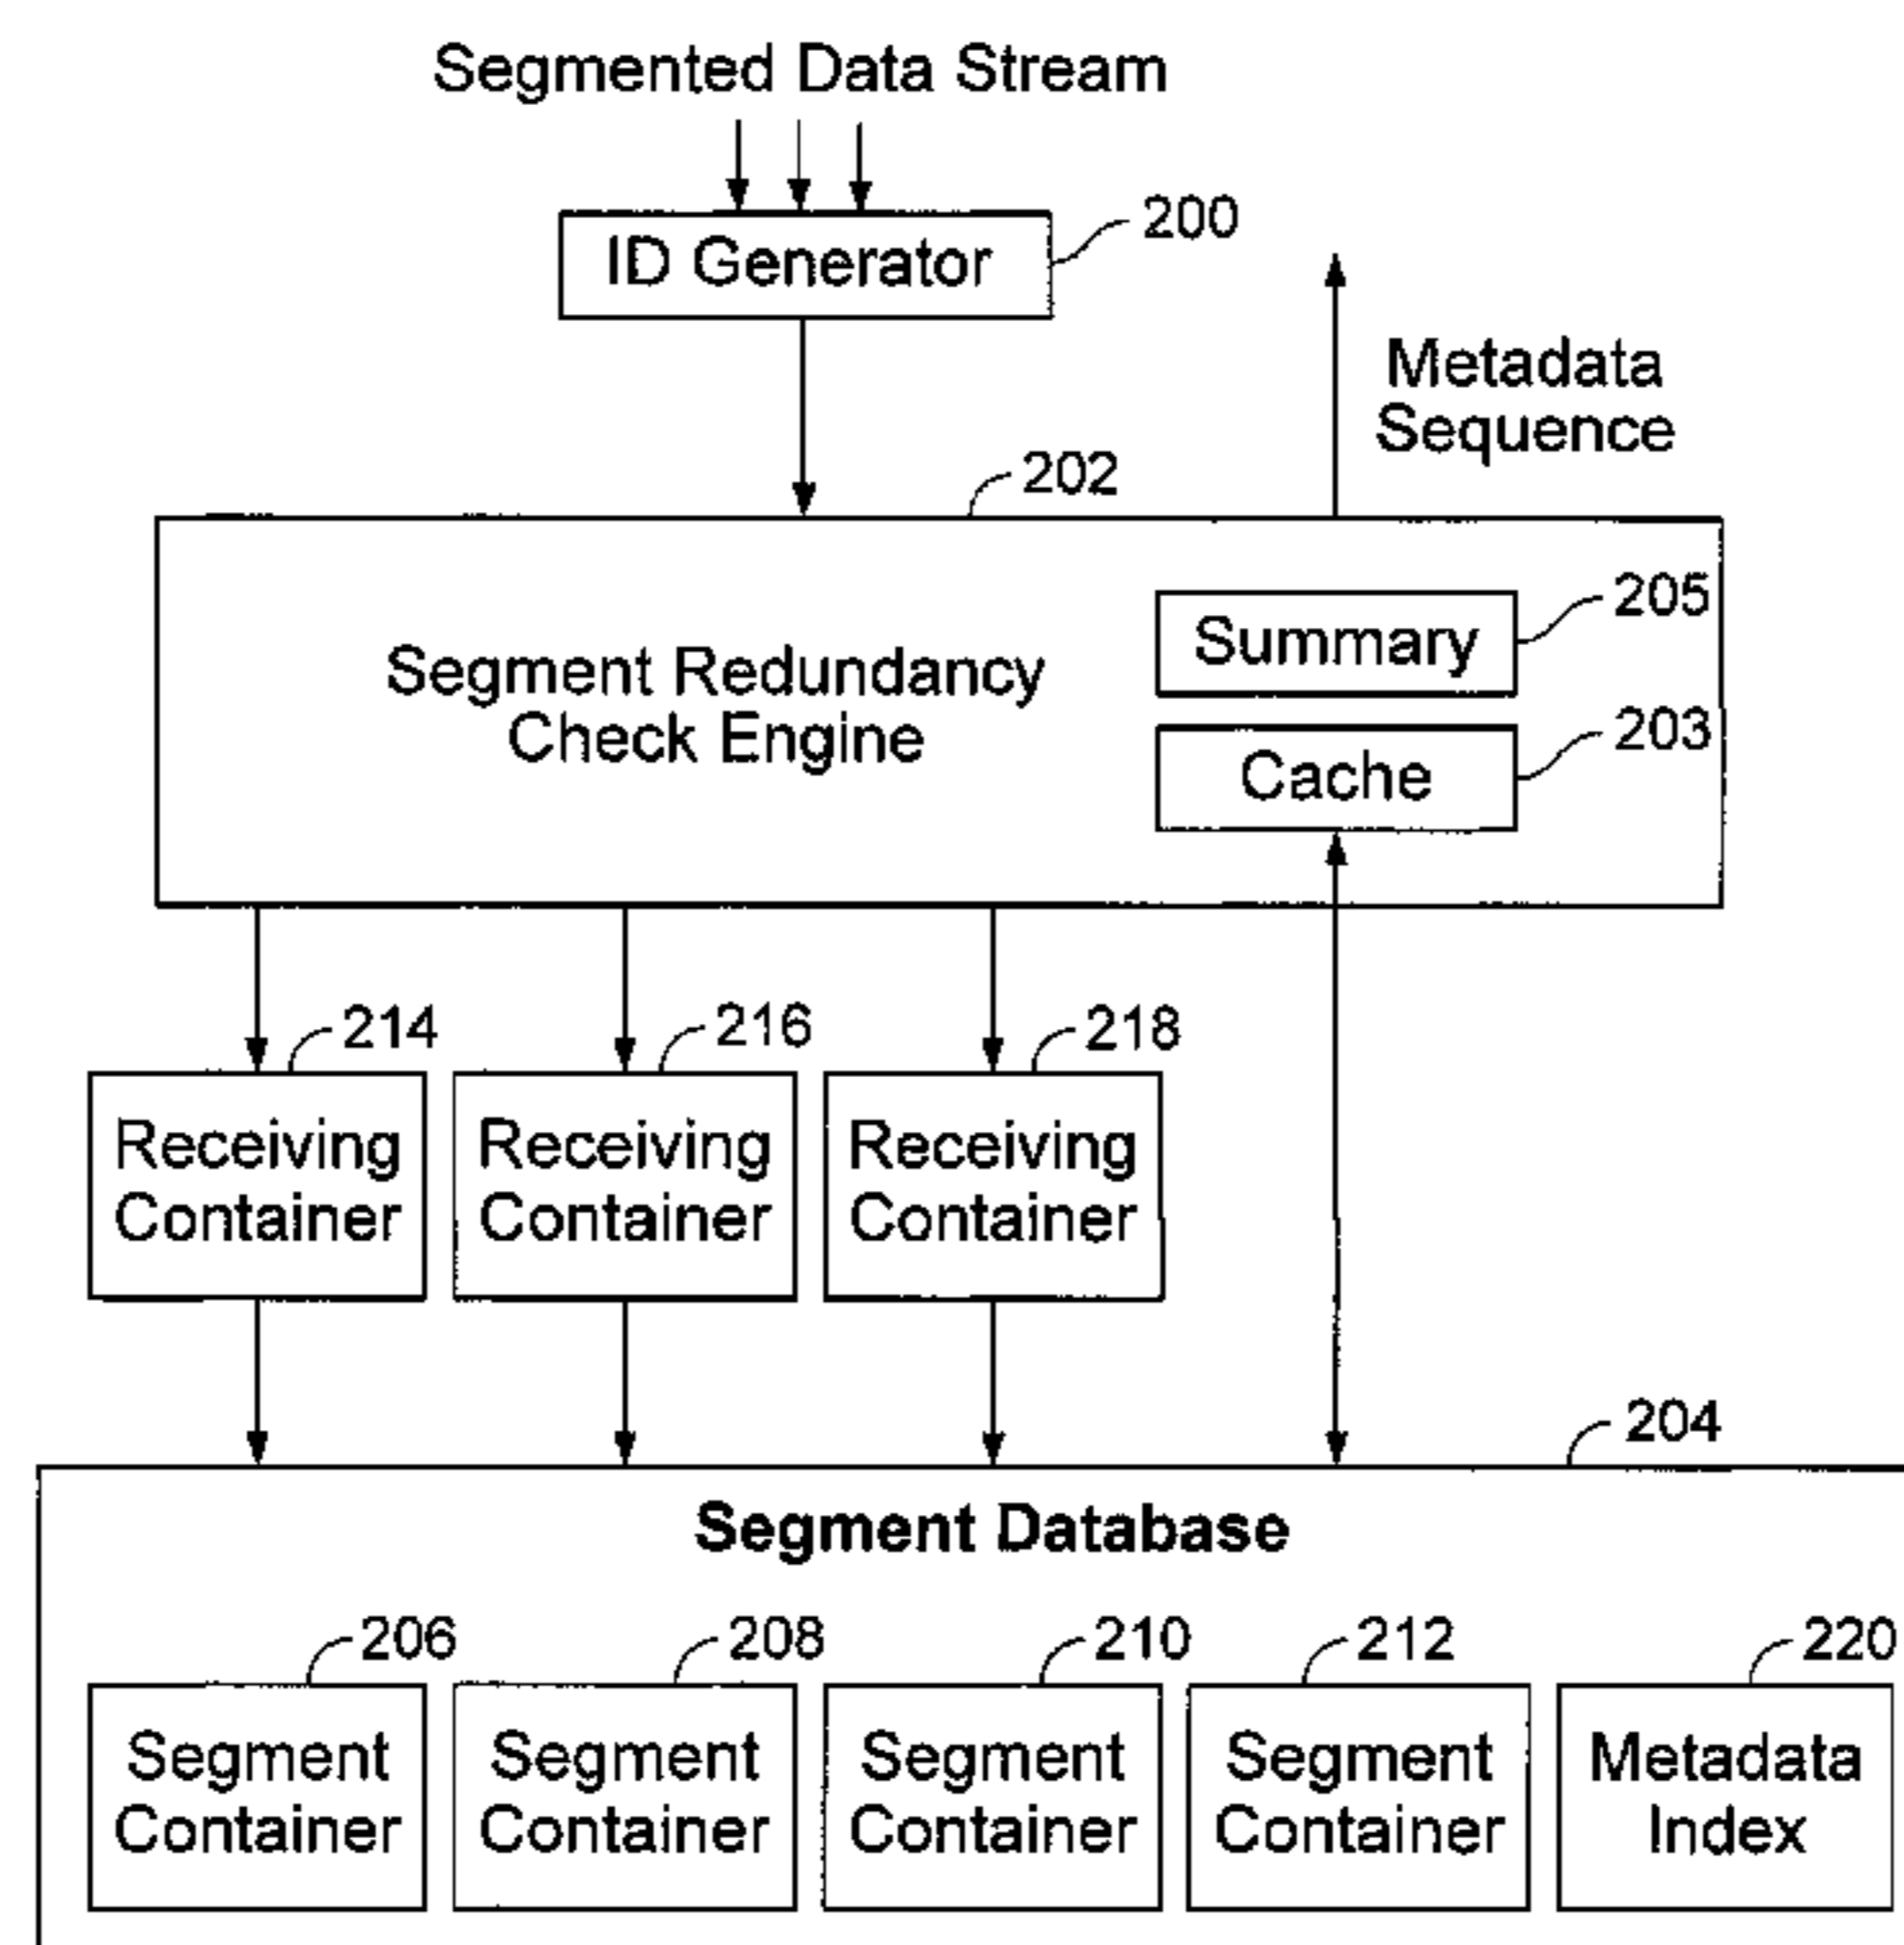 Segmented Data Stream
200
ID Generator
Metadata
Sequence
202
205
Summary
Segment Redundancy
Check Engine
203
Cache
214
216
218
Receiving
Container
Receiving
Container
Receiving
Container
204
Segment Database
206
208
210
212
220
Segment
Container
Segment
Container
Segment
Container
Segment
Container
Metadata
Index